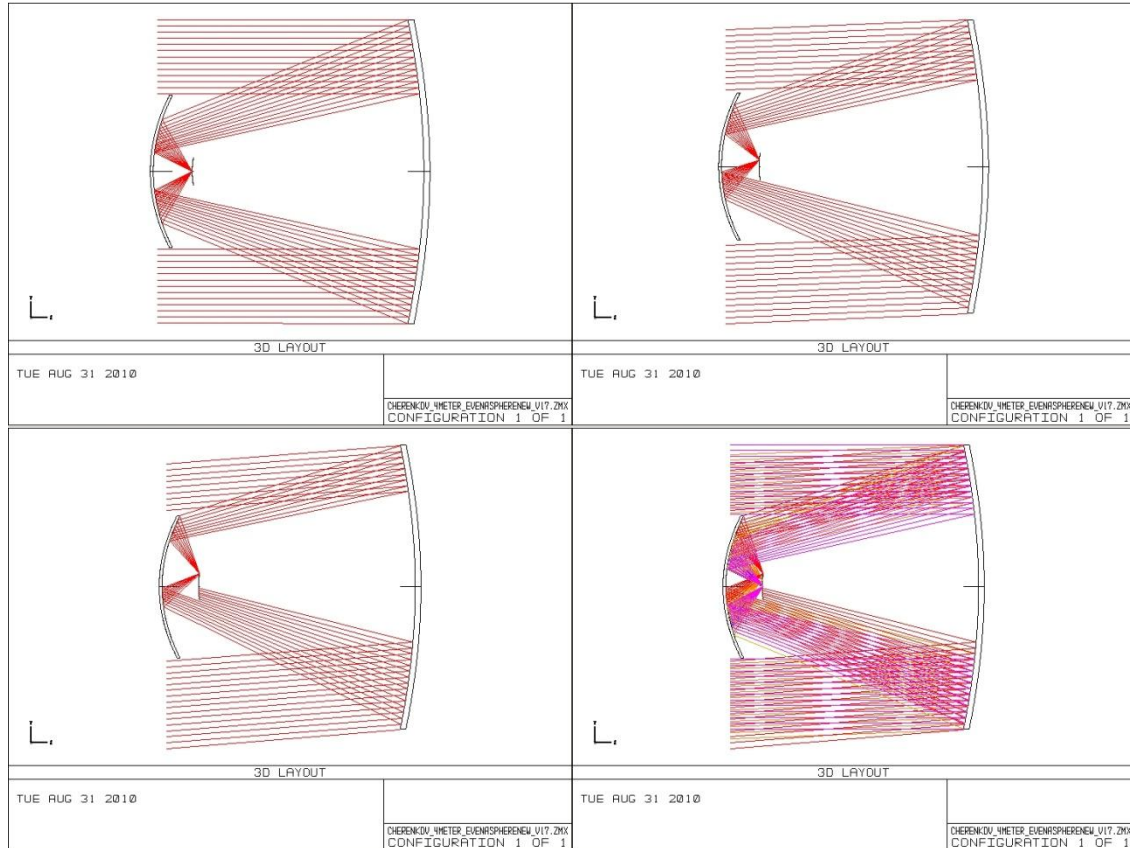 3D LAYOUT
TUE AUG 31 2010
CHERENKOV_4METER_EVENASPHERENEW_V17.ZMX
CONFIGURATION 1 OF 1
3D LAYOUT
TUE AUG 31 2010
CHERENKOV_4METER_EVENASPHERENEW_V17.ZMX
CONFIGURATION 1 OF 1
3D LAYOUT
TUE AUG 31 2010
CHERENKOV_4METER_EVENASPHERENEW_V17.ZMX
CONFIGURATION 1 OF 1
3D LAYOUT
TUE AUG 31 2010
CHERENKOV_4METER_EVENASPHERENEW_V17.ZMX
CONFIGURATION 1 OF 1